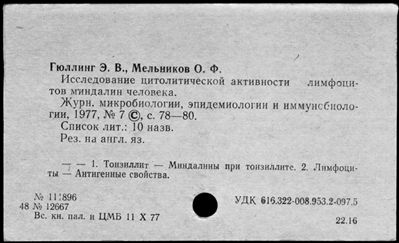 Гюллинг Э. В., Мельников О. Ф.
Исследование цитолитической активности лимфоци-
тов миндалин человека.
Журн. микробиологии, эпидемиологии и иммунобиоло-
гии, 1977, № 7 ©, с. 78—80.
Список лит.: 10 назв.
Рез. на англ. яз.
— — 1. Тонзиллит — Миндалины при тонзиллите. 2. Лимфоци-
ты — Антигенные свойства.
№ 111896
48 № 12667
УДК 616.322-008.953.2-097.5
Вс. кн. пал. и ЦМБ 11 X 77
22.16